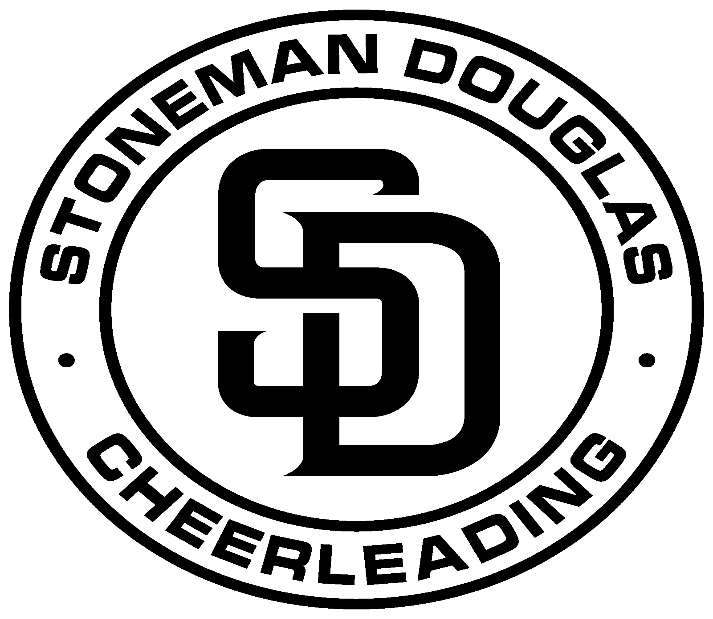 STONEMAN DOUGLAS
SD
• CHEERLEADING •